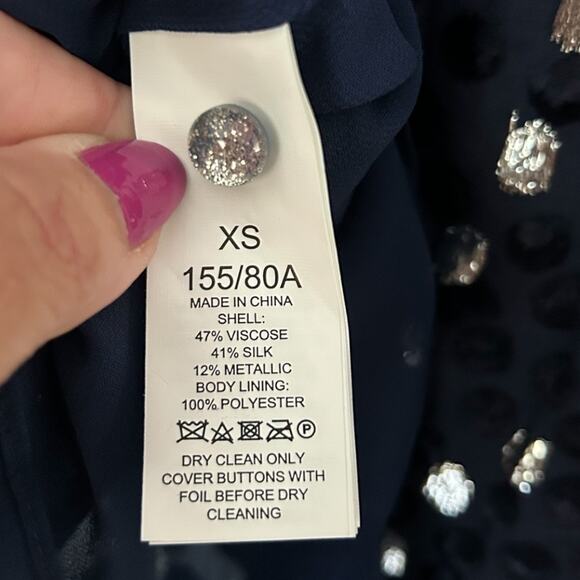 XS
155/80A
MADE IN CHINA
SHELL:
47% VISCOSE
41% SILK
12% METALLIC
BODY LINING:
100% POLYESTER
P
DRY CLEAN ONLY
COVER BUTTONS WITH
FOIL BEFORE DRY
CLEANING